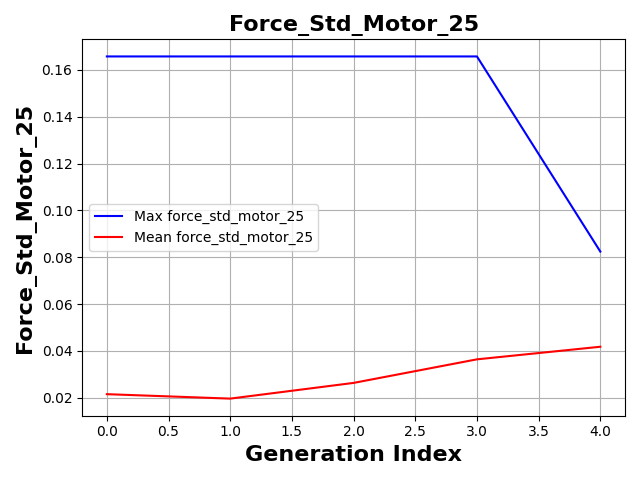 Force_Std_Motor_25
Force_Std_Motor_25
0.16
0.14
0.12
0.10
0.08
0.06
0.04
0.02
Max force_std_motor_25
Mean force_std_motor_25
0.0 0.5 1.0 1.5 2.0 2.5 3.0 3.5 4.0
Generation Index